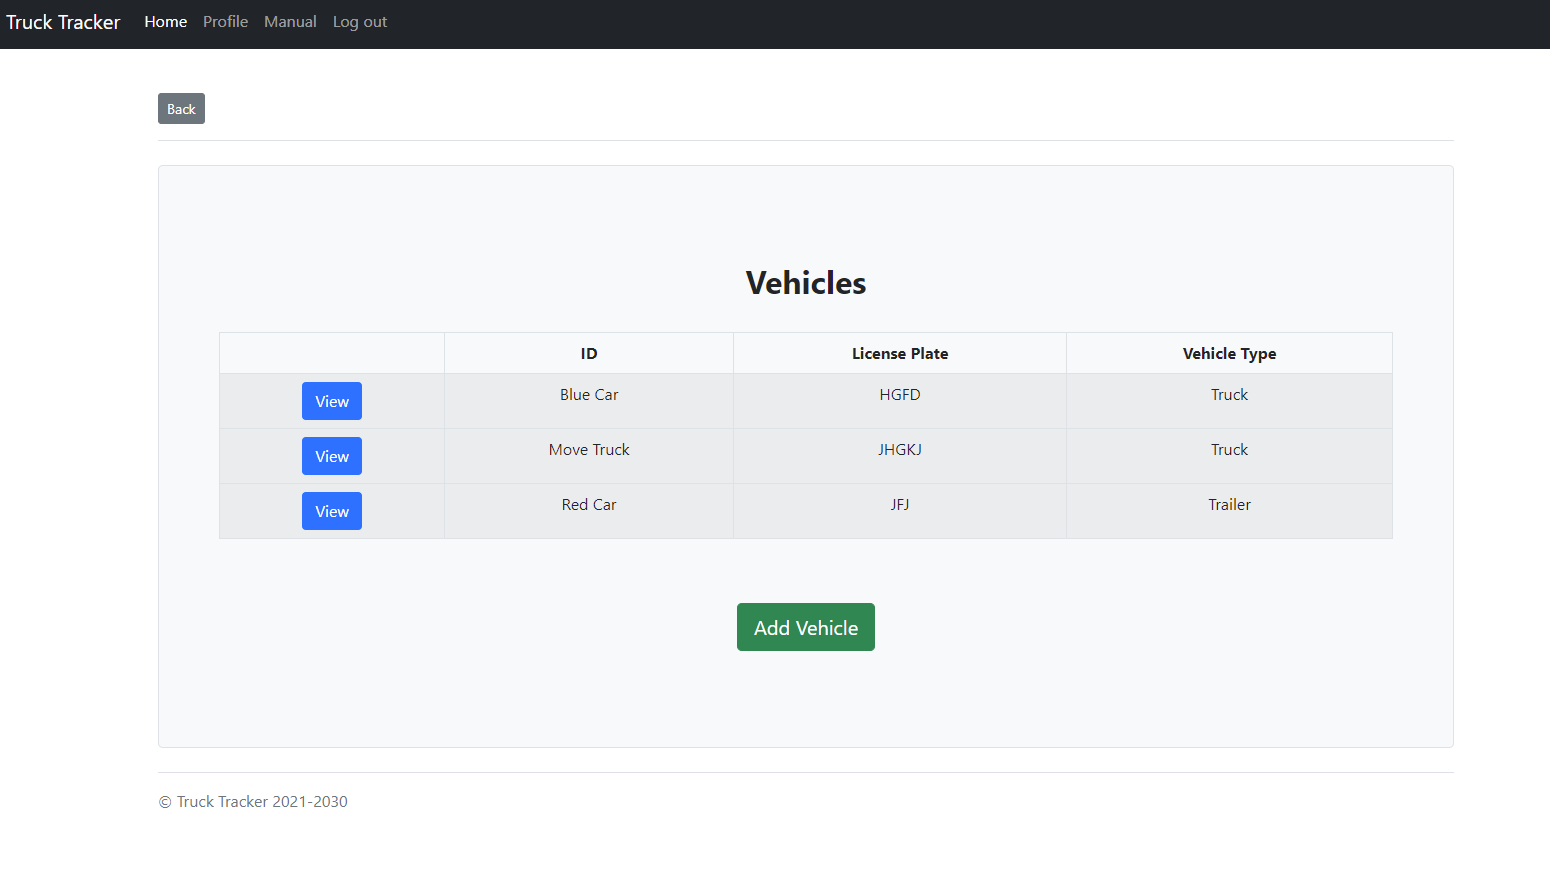 Truck Tracker Home Profile Manual Log out
Back
Vehicles
ID License Plate Vehicle Type
View Blue Car HGFD Truck
View Move Truck JHGKJ Truck
View Red Car JFJ Trailer
Add Vehicle
© Truck Tracker 2021-2030